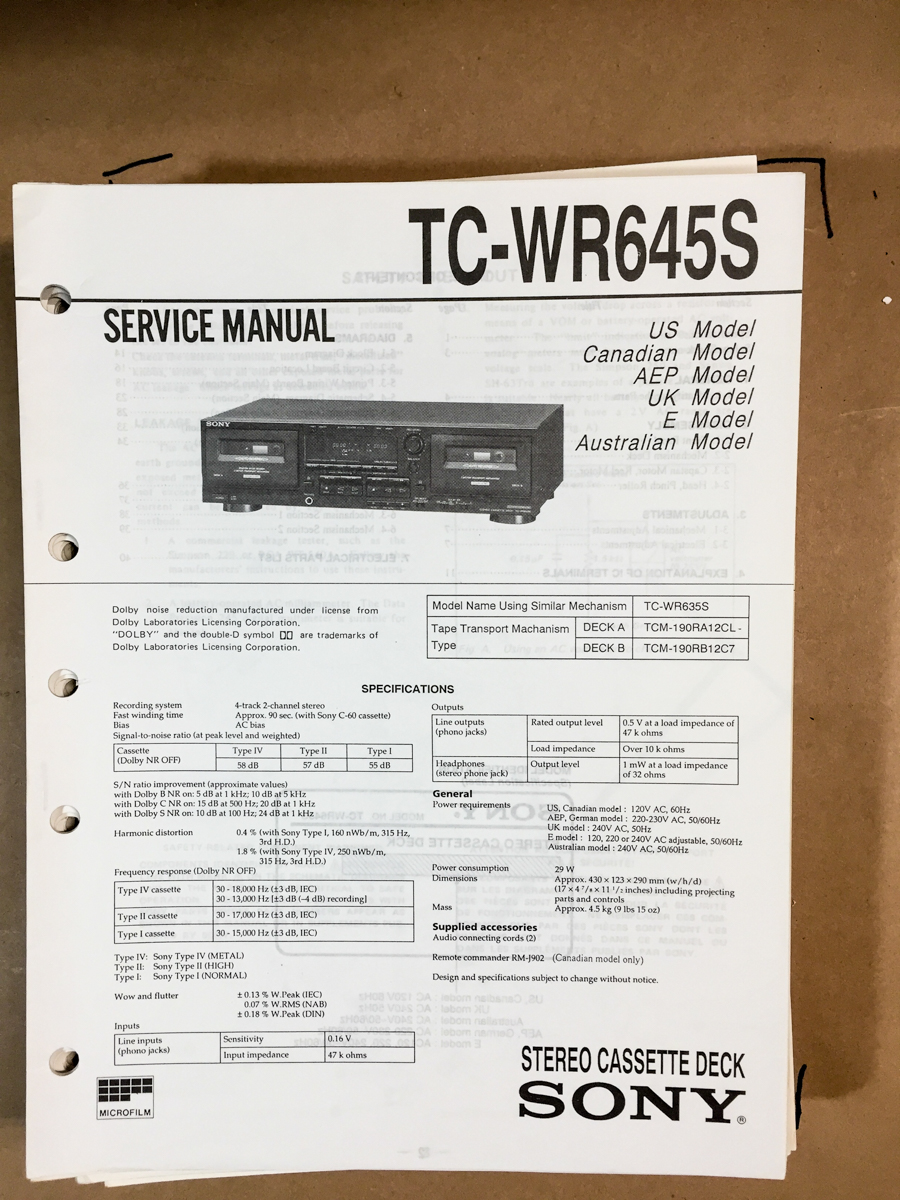 TC-WR645S
SERVICE MANUAL
US Model
Canadian Model
AEP Model
UK Model
E Model
Australian Model
SONY
Dolby noise reduction manufactured under license from
Dolby Laboratories Licensing Corporation.
"DOLBY" and the double-D symbol are trademarks of
Dolby Laboratories Licensing Corporation.
Model Name Using Similar Mechanism TC-WR635S
Tape Transport Machanism Type
DECK A TCM-190RA12CL -
DECK B TCM-190RB12C7
SPECIFICATIONS
Recording system 4-track 2-channel stereo
Fast winding time Approx. 90 sec. (with Sony C-60 cassette)
Bias AC bias
Signal-to-noise ratio (at peak level and weighted)
Cassette (Dolby NR OFF) Type IV Type II Type I
58 dB 57 dB 55 dB
S/N ratio improvement (approximate values)
with Dolby B NR on: 5 dB at 1 kHz; 10 dB at 5 kHz
with Dolby C NR on: 15 dB at 500 Hz; 20 dB at 1 kHz
with Dolby S NR on: 10 dB at 100 Hz; 24 dB at 1 kHz
Harmonic distortion 0.4 % (with Sony Type I, 160 nWb/m, 315 Hz,
3rd H.D.)
1.8 % (with Sony Type IV, 250 nWb/m,
315 Hz, 3rd H.D.)
Frequency response (Dolby NR OFF)
Type IV cassette 30 - 18,000 Hz (±3 dB, IEC)
30 - 13,000 Hz [±3 dB (–4 dB) recording]
Type II cassette 30 - 17,000 Hz (±3 dB, IEC)
Type I cassette 30 - 15,000 Hz (±3 dB, IEC)
Type IV: Sony Type IV (METAL)
Type II: Sony Type II (HIGH)
Type I: Sony Type I (NORMAL)
Wow and flutter ± 0.13 % W.Peak (IEC)
0.07 % W.RMS (NAB)
± 0.18 % W.Peak (DIN)
Inputs
Line inputs (phono jacks) Sensitivity 0.16 V
Input impedance 47 k ohms
MICROFILM
Outputs
Line outputs (phono jacks) Rated output level 0.5 V at a load impedance of
47 k ohms
Load impedance Over 10 k ohms
Headphones (stereo phone jack) Output level 1 mW at a load impedance
of 32 ohms
General
Power requirements US, Canadian model : 120V AC, 60Hz
AEP, German model : 220-230V AC, 50/60Hz
UK model : 240V AC, 50Hz
E model : 120, 220 or 240V AC adjustable, 50/60Hz
Australian model : 240V AC, 50/60Hz
Power consumption 29 W
Dimensions Approx. 430 × 123 × 290 mm (w/h/d)
(17 × 4 7/8 × 11 1/2 inches) including projecting
parts and controls
Mass Approx. 4.5 kg (9 lbs 15 oz)
Supplied accessories
Audio connecting cords (2)
Remote commander RM-J902 (Canadian model only)
Design and specifications subject to change without notice.
STEREO CASSETTE DECK
SONY®